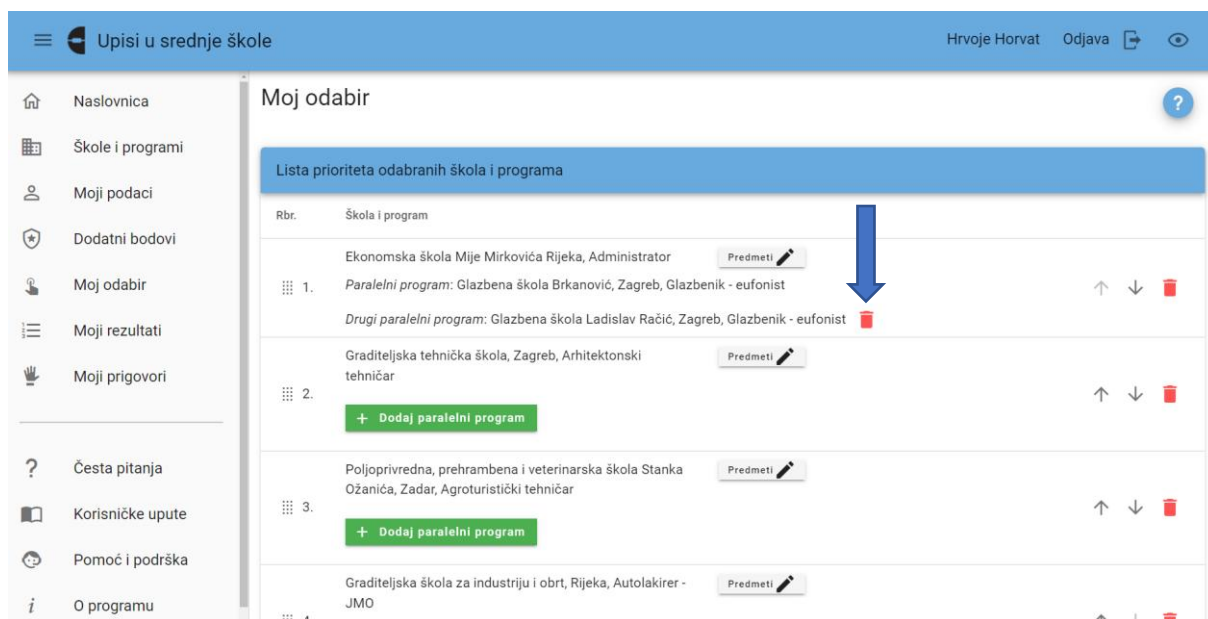 Upisi u srednje škole
Hrvoje Horvat
Odjava
Naslovnica
Škole i programi
Moji podaci
Dodatni bodovi
Moj odabir
Moji rezultati
Moji prigovori
Česta pitanja
Korisničke upute
Pomoć i podrška
O programu
Moj odabir
?
Lista prioriteta odabranih škola i programa
Rbr.
Škola i program
1.
Ekonomska škola Mije Mirkovića Rijeka, Administrator
Predmeti
Paralelni program: Glazbena škola Brkanović, Zagreb, Glazbenik - eufonist
Drugi paralelni program: Glazbena škola Ladislav Račić, Zagreb, Glazbenik - eufonist
2.
Graditeljska tehnička škola, Zagreb, Arhitektonski
tehničar
Predmeti
+ Dodaj paralelni program
3.
Poljoprivredna, prehrambena i veterinarska škola Stanka
Ožanića, Zadar, Agroturistički tehničar
Predmeti
+ Dodaj paralelni program
Graditeljska škola za industriju i obrt, Rijeka, Autolakirer -
JMO
Predmeti